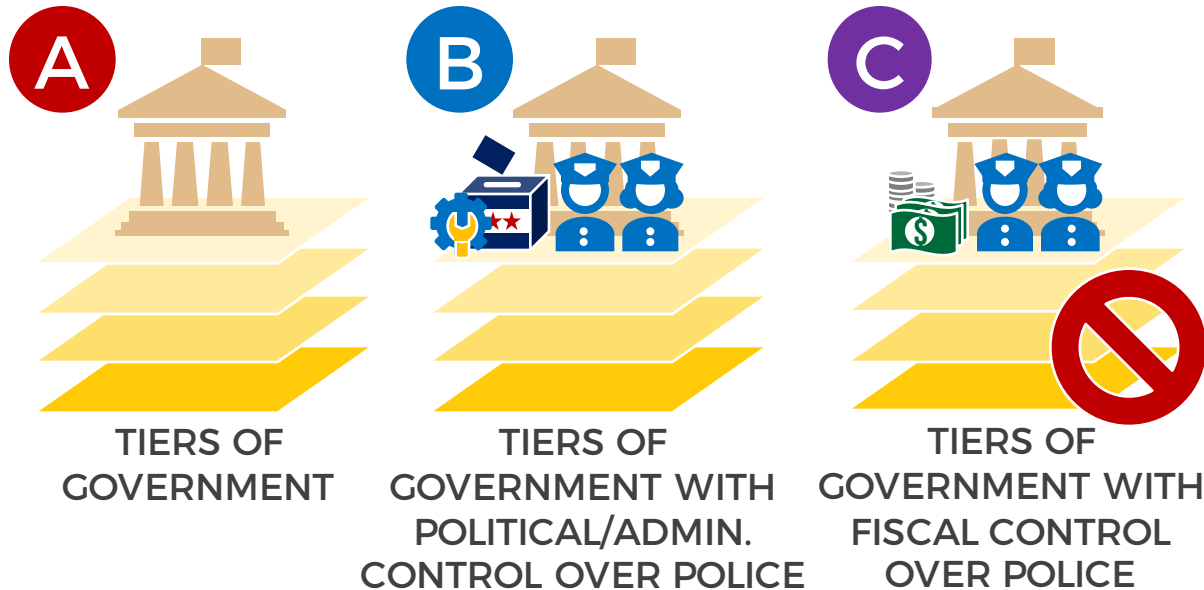 A
B
C
$
TIERS OF
GOVERNMENT
TIERS OF
GOVERNMENT WITH
POLITICAL/ADMIN.
CONTROL OVER POLICE
TIERS OF
GOVERNMENT WITH
FISCAL CONTROL
OVER POLICE